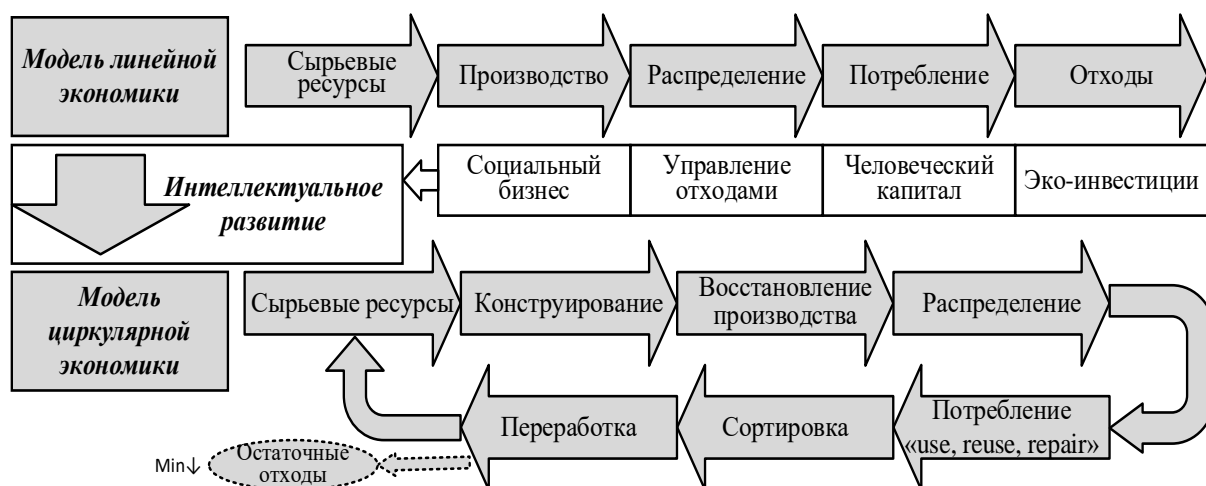 Модель линейной
экономики
Сырьевые
ресурсы
Производство
Распределение
Потребление
Отходы
Интеллектуальное
развитие
Социальный
бизнес
Управление
отходами
Человеческий
капитал
Эко-инвестиции
Модель
циркулярной
экономики
Сырьевые ресурсы
Конструирование
Восстановление
производства
Распределение
Потребление
«use, reuse, repair»
Сортировка
Переработка
Остаточные
отходы
Min↓